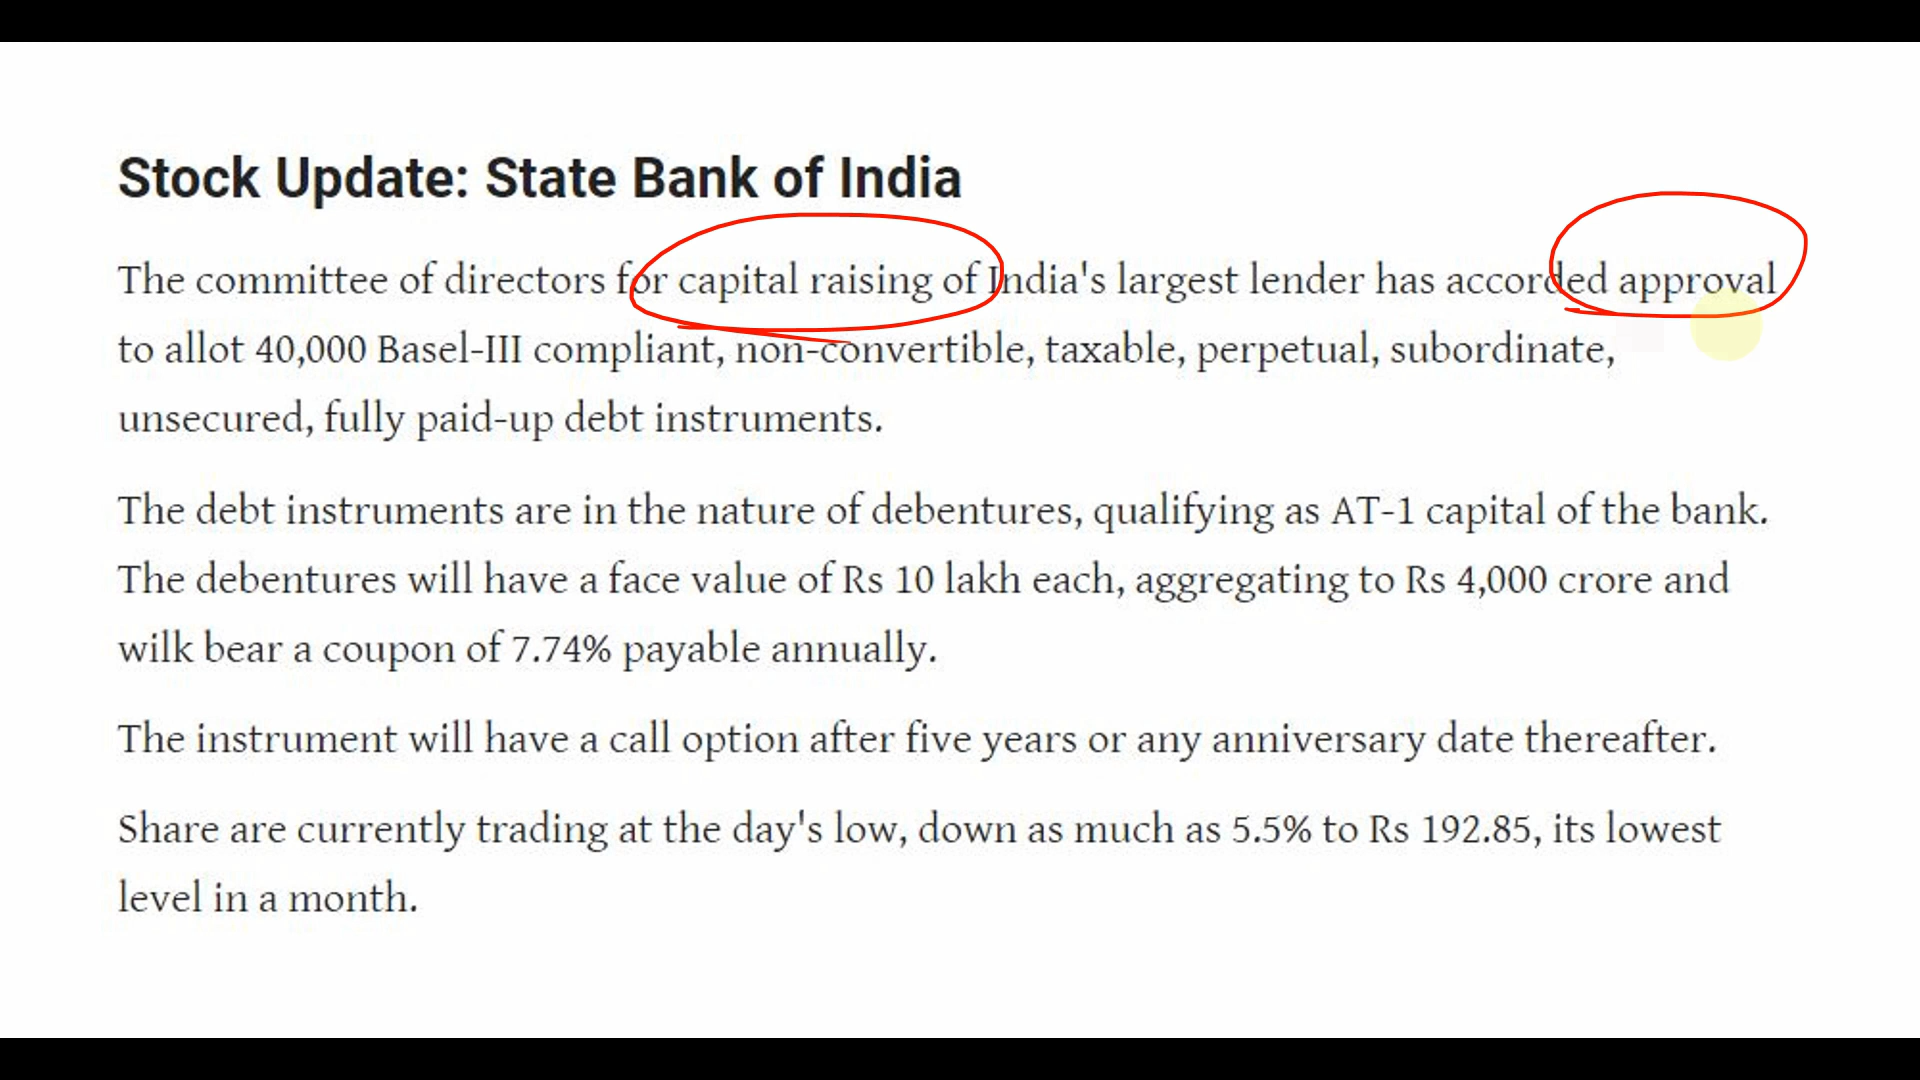 Stock Update: State Bank of India
The committee of directors for capital raising of India's largest lender has accorded approval
to allot 40,000 Basel-III compliant, non-convertible, taxable, perpetual, subordinate,
unsecured, fully paid-up debt instruments.
The debt instruments are in the nature of debentures, qualifying as AT-1 capital of the bank.
The debentures will have a face value of Rs 10 lakh each, aggregating to Rs 4,000 crore and
wilk bear a coupon of 7.74% payable annually.
The instrument will have a call option after five years or any anniversary date thereafter.
Share are currently trading at the day's low, down as much as 5.5% to Rs 192.85, its lowest
level in a month.